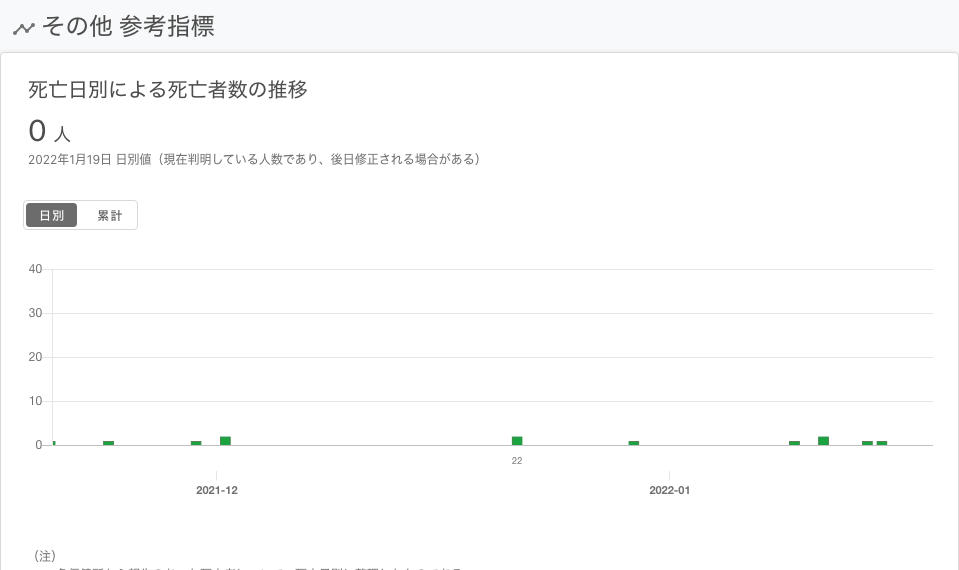 その他 参考指標
死亡日別による死亡者数の推移
0 人
2022年1月19日 日別値（現在判明している人数であり、後日修正される場合がある）
日別 累計
40
30
20
10
0
22
2021-12 2022-01
（注）